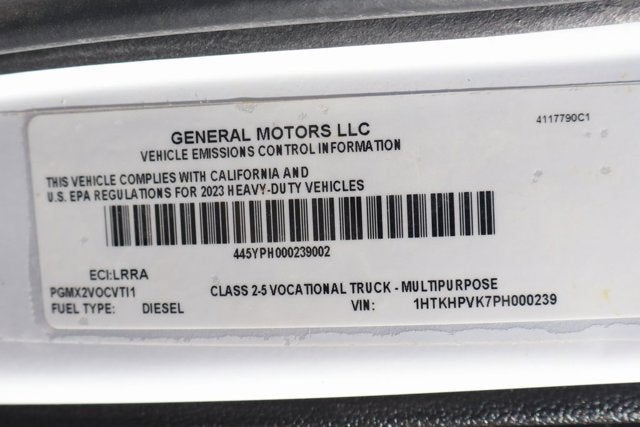 GENERAL MOTORS LLC
4117790C1
VEHICLE EMISSIONS CONTROL INFORMATION
THIS VEHICLE COMPLIES WITH CALIFORNIA AND
U.S. EPA REGULATIONS FOR 2023 HEAVY-DUTY VEHICLES
445YPH000239002
ECI:LRRA
PGMX2VOCVTI1 CLASS 2-5 VOCATIONAL TRUCK - MULTIPURPOSE
FUEL TYPE: DIESEL VIN: 1HTKHPVK7PH000239